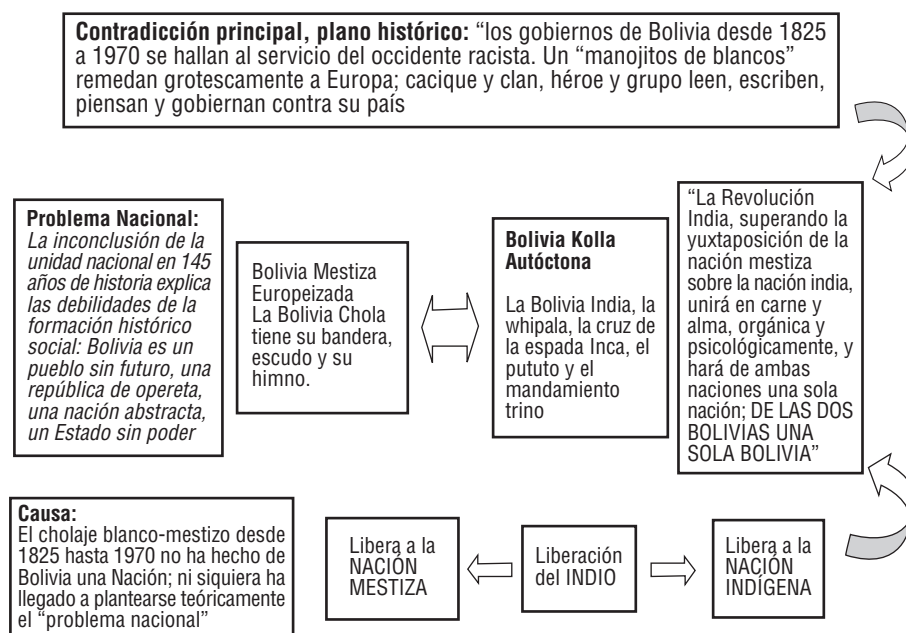 Contradicción principal, plano histórico: “los gobiernos de Bolivia desde 1825
a 1970 se hallan al servicio del occidente racista. Un “manojitos de blancos”
remedan grotescamente a Europa; cacique y clan, héroe y grupo leen, escriben,
piensan y gobiernan contra su país
Problema Nacional:
La inconclusión de la
unidad nacional en 145
años de historia explica
las debilidades de la
formación histórico
social: Bolivia es un
pueblo sin futuro, una
república de opereta,
una nación abstracta,
un Estado sin poder
Bolivia Mestiza
Europeizada
La Bolivia Chola
tiene su bandera,
escudo y su
himno.
Bolivia Kolla
Autóctona
La Bolivia India, la
whipala, la cruz de
la espada Inca, el
pututo y el
mandamiento
trino
“La Revolución
India, superando la
yuxtaposición de la
nación mestiza
sobre la nación india,
unirá en carne y
alma, orgánica y
psicológicamente, y
hará de ambas
naciones una sola
nación; DE LAS DOS
BOLIVIAS UNA
SOLA BOLIVIA”
Causa:
El cholaje blanco-mestizo desde
1825 hasta 1970 no ha hecho de
Bolivia una Nación; ni siquiera ha
llegado a plantearse teóricamente
el “problema nacional”
Libera a la
NACIÓN
MESTIZA
Liberación
del INDIO
Libera a la
NACIÓN
INDÍGENA